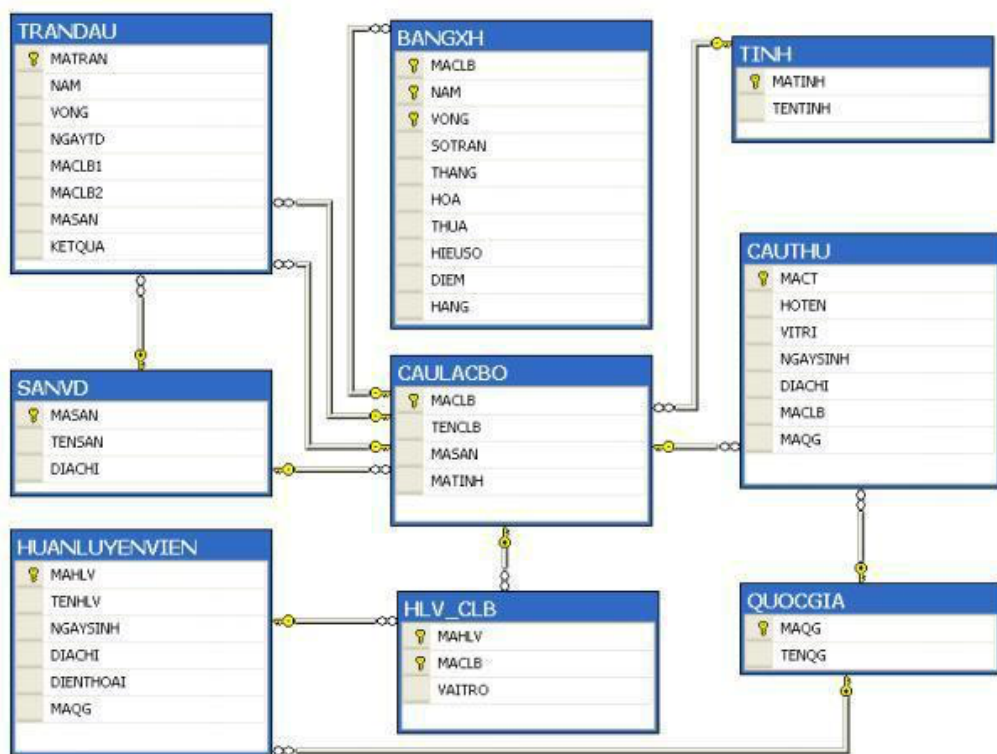 TRANDAU
MATRAN
NAM
VONG
NGAYTD
MACLB1
MACLB2
MASAN
KETQUA
BANGXH
MACLB
NAM
VONG
SOTRAN
THANG
HOA
THUA
HIEUSO
DIEM
HANG
TINH
MATINH
TENTINH
CAUTHU
MACT
HOTEN
VITRI
NGAYSINH
DIACHI
MACLB
MAQG
SANVD
MASAN
TENSAN
DIACHI
CAULACBO
MACLB
TENCLB
MASAN
MATINH
HUANLUYENVIEN
MAHLV
TENHLV
NGAYSINH
DIACHI
DIENTHOAI
MAQG
HLV_CLB
MAHLV
MACLB
VAITRO
QUOCGIA
MAQG
TENQG